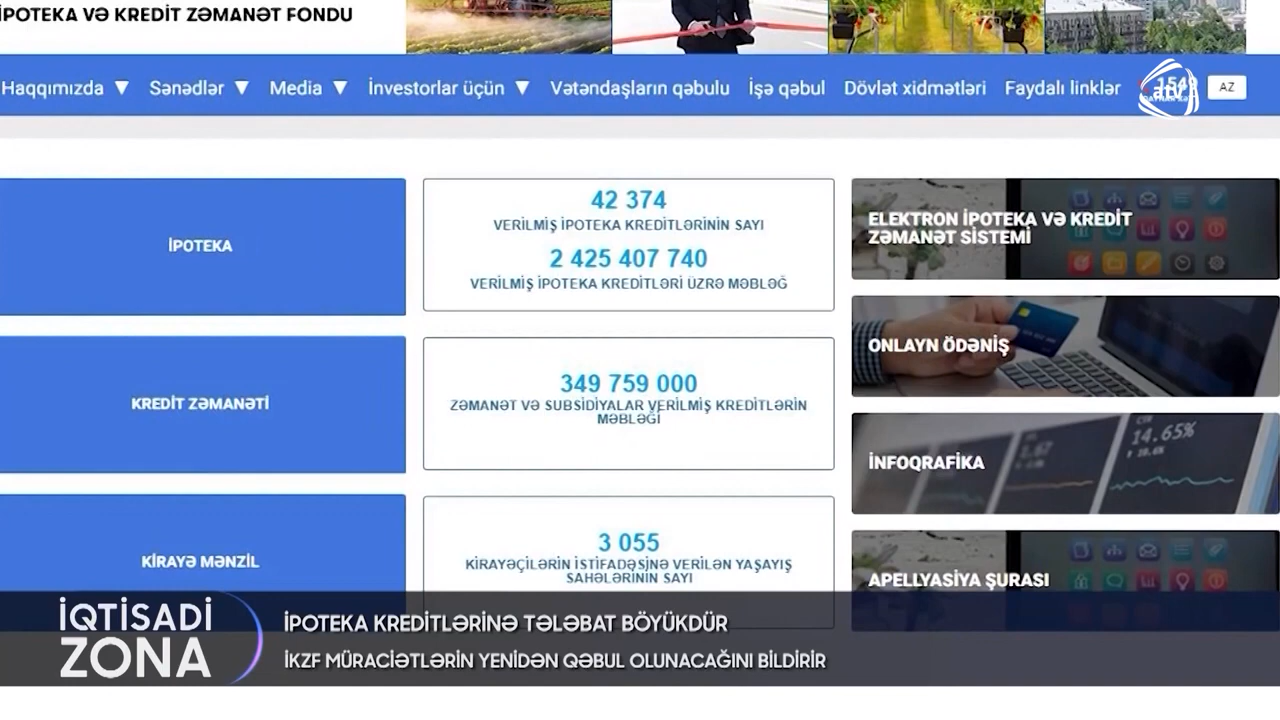 İPOTEKA VƏ KREDİT ZƏMANƏT FONDU
Haqqımızda ▼ Sənədlər ▼ Media ▼ İnvestorlar üçün ▼ Vətəndaşların qəbulu İşə qəbul Dövlət xidmətləri Faydalı linklər
atv
AZ
İPOTEKA
42 374
VERİLMİŞ İPOTEKA KREDİTLƏRİNİN SAYI
2 425 407 740
VERİLMİŞ İPOTEKA KREDİTLƏRİ ÜZRƏ MƏBLƏĞ
ELEKTRON İPOTEKA VƏ KREDİT
ZƏMANƏT SİSTEMİ
ONLAYN ÖDƏNİŞ
KREDİT ZƏMANƏTİ
349 759 000
ZƏMANƏT VƏ SUBSİDİYALAR VERİLMİŞ KREDİTLƏRİN
MƏBLƏĞİ
14.65%
İNFOQRAFİKA
KİRAYƏ MƏNZİL
3 055
KİRAYƏÇİLƏRİN İSTİFADƏSİNƏ VERİLƏN YAŞAYIŞ
SAHƏLƏRİNİN SAYI
APELLYASİYA ŞURASI
İQTİSADİ
ZONA
İPOTEKA KREDİTLƏRİNƏ TƏLƏBAT BÖYÜKDÜR
İKZF MÜRACİƏTLƏRİN YENİDƏN QƏBUL OLUNACAĞINI BİLDİRİR